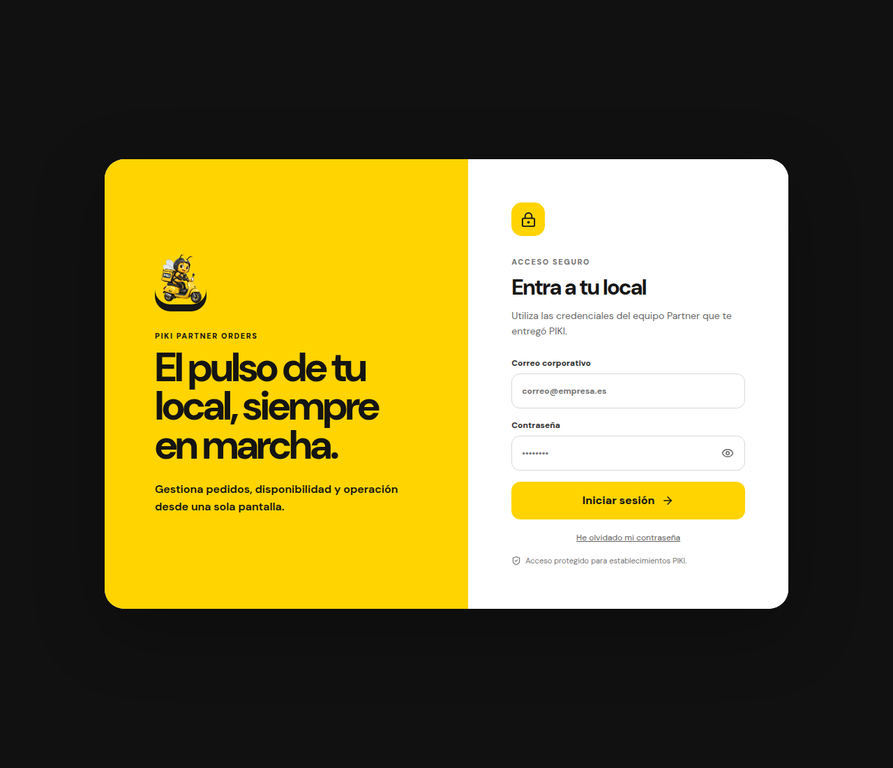 PIKI PARTNER ORDERS
El pulso de tu
local, siempre
en marcha.
Gestiona pedidos, disponibilidad y operación
desde una sola pantalla.
ACCESO SEGURO
Entra a tu local
Utiliza las credenciales del equipo Partner que te
entregó PIKI.
Correo corporativo
correo@empresa.es
Contraseña
••••••••
Iniciar sesión →
He olvidado mi contraseña
Acceso protegido para establecimientos PIKI.